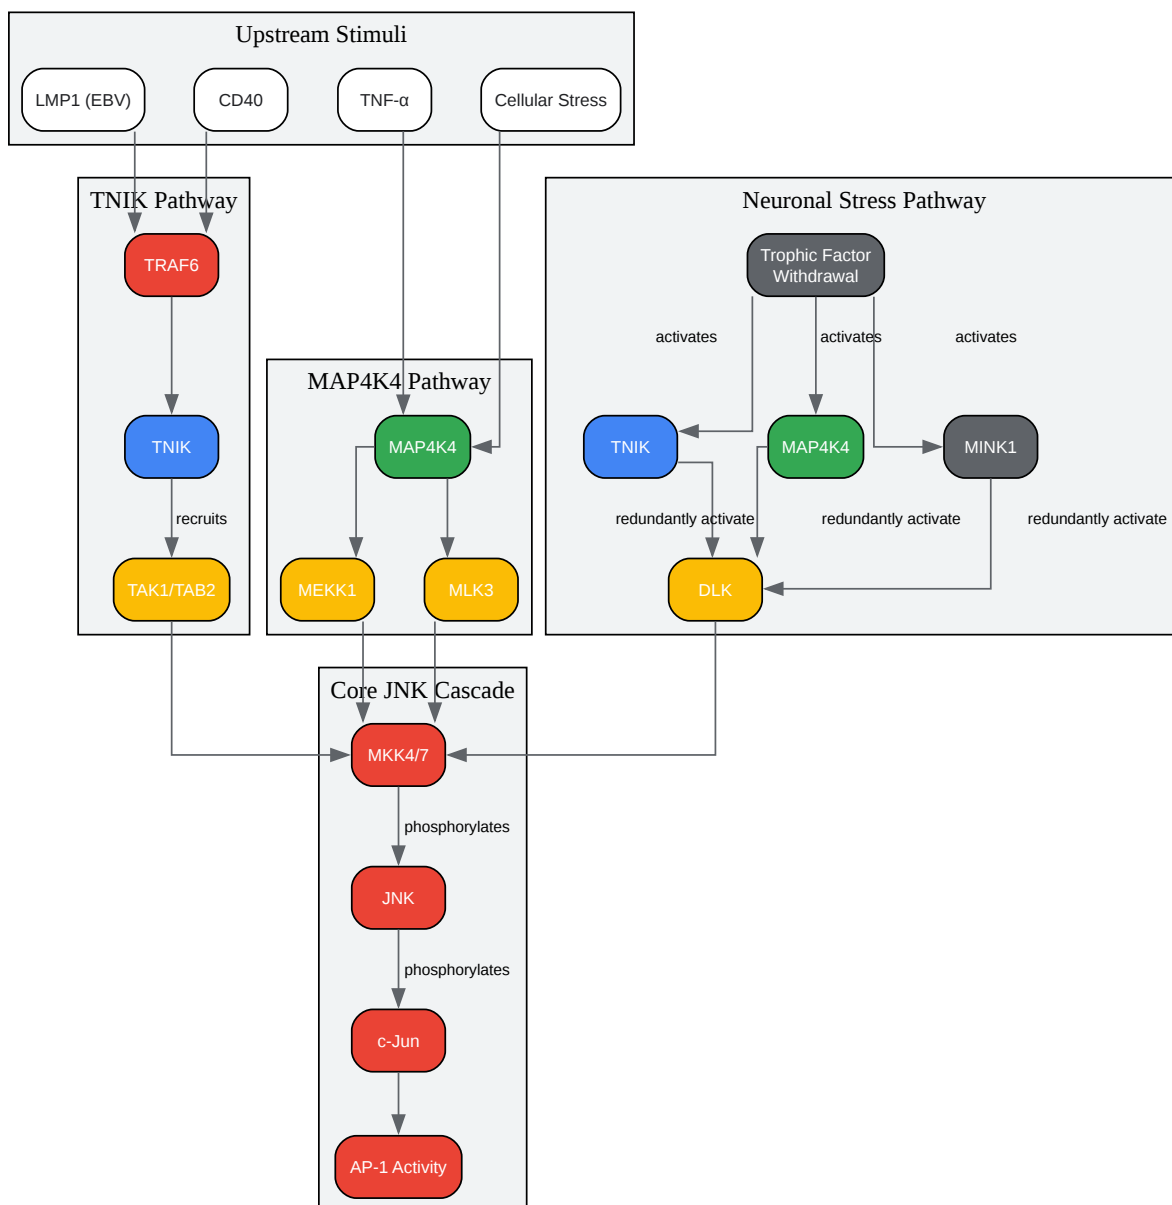 Upstream Stimuli
LMP1 (EBV)
CD40
TNF-α
Cellular Stress
TNIK Pathway
TRAF6
TNIK
recruits
TAK1/TAB2
MAP4K4 Pathway
MAP4K4
MEKK1
MLK3
Neuronal Stress Pathway
Trophic Factor
Withdrawal
activates
activates
activates
TNIK
MAP4K4
MINK1
redundantly activate
redundantly activate
redundantly activate
DLK
Core JNK Cascade
MKK4/7
phosphorylates
JNK
phosphorylates
c-Jun
AP-1 Activity